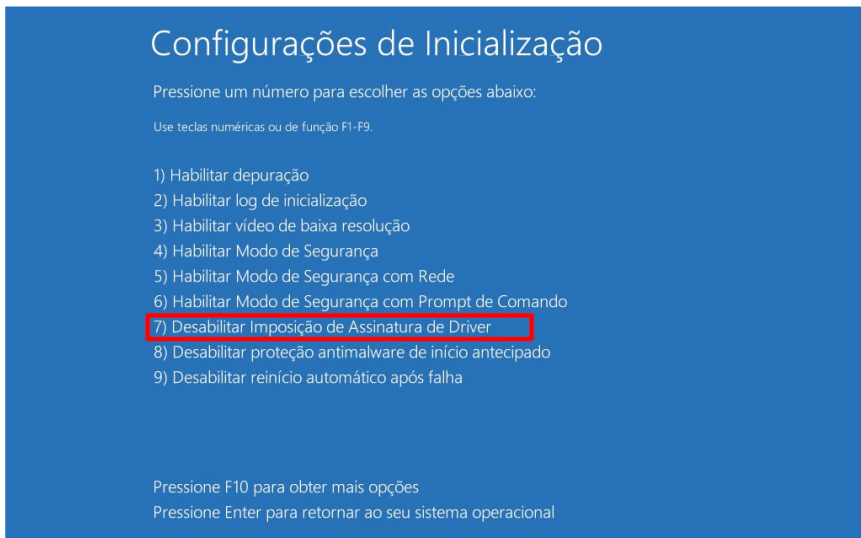 Configurações de Inicialização
Pressione um número para escolher as opções abaixo:
Use teclas numéricas ou de função F1-F9.
1) Habilitar depuração
2) Habilitar log de inicialização
3) Habilitar vídeo de baixa resolução
4) Habilitar Modo de Segurança
5) Habilitar Modo de Segurança com Rede
6) Habilitar Modo de Segurança com Prompt de Comando
7) Desabilitar Imposição de Assinatura de Driver
8) Desabilitar proteção antimalware de início antecipado
9) Desabilitar reinício automático após falha
Pressione F10 para obter mais opções
Pressione Enter para retornar ao seu sistema operacional